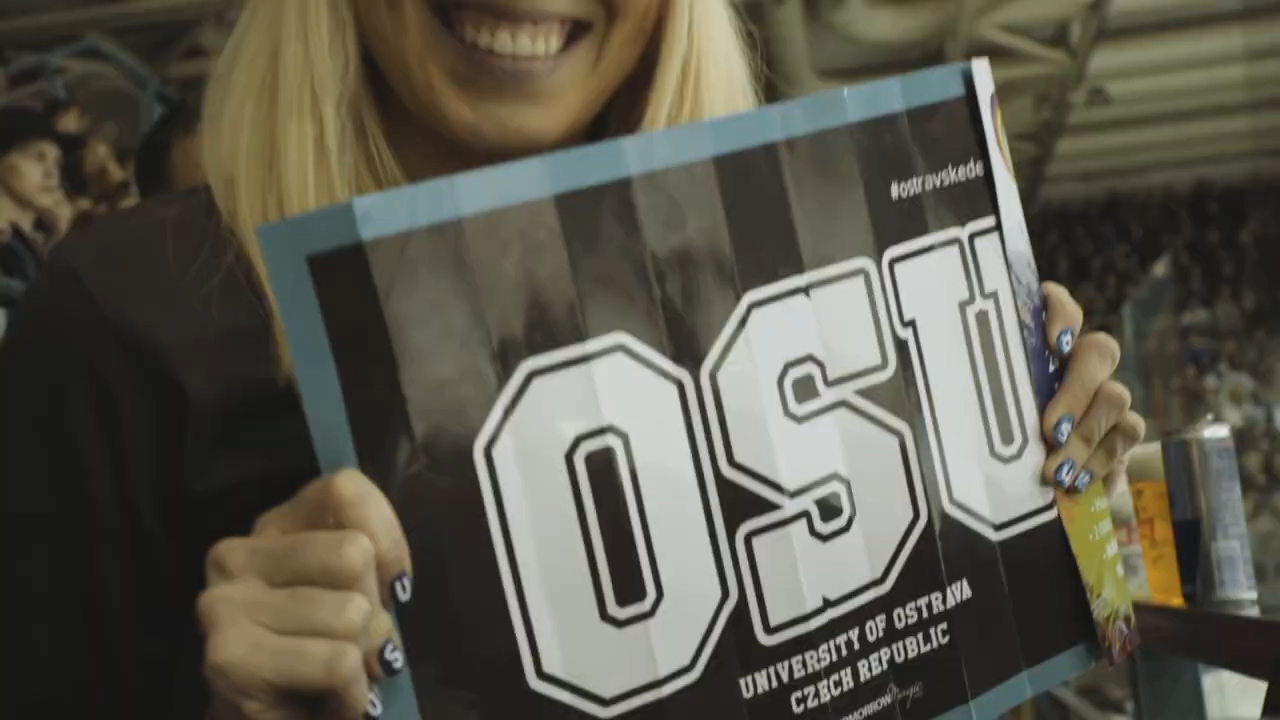 #ostravskede
OSU
UNIVERSITY OF OSTRAVA
CZECH REPUBLIC
U
S